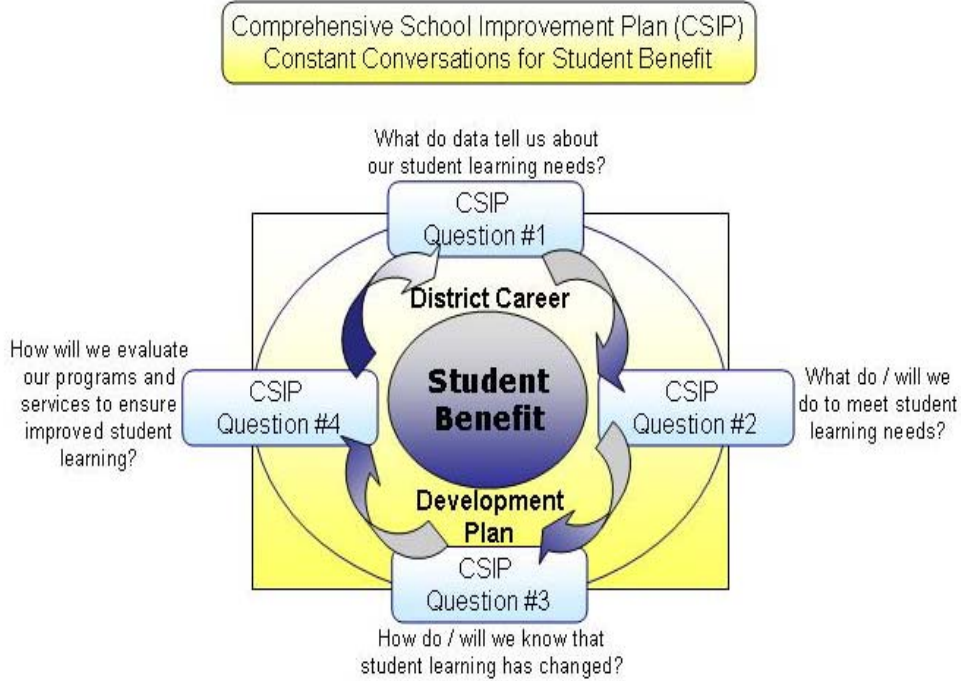 Comprehensive School Improvement Plan (CSIP)
Constant Conversations for Student Benefit
What do data tell us about
our student learning needs?
CSIP
Question #1
District Career
Student
Benefit
Development
Plan
What do / will we
do to meet student
learning needs?
CSIP
Question #2
CSIP
Question #3
How do / will we know that
student learning has changed?
How will we evaluate
our programs and
services to ensure
improved student
learning?
CSIP
Question #4